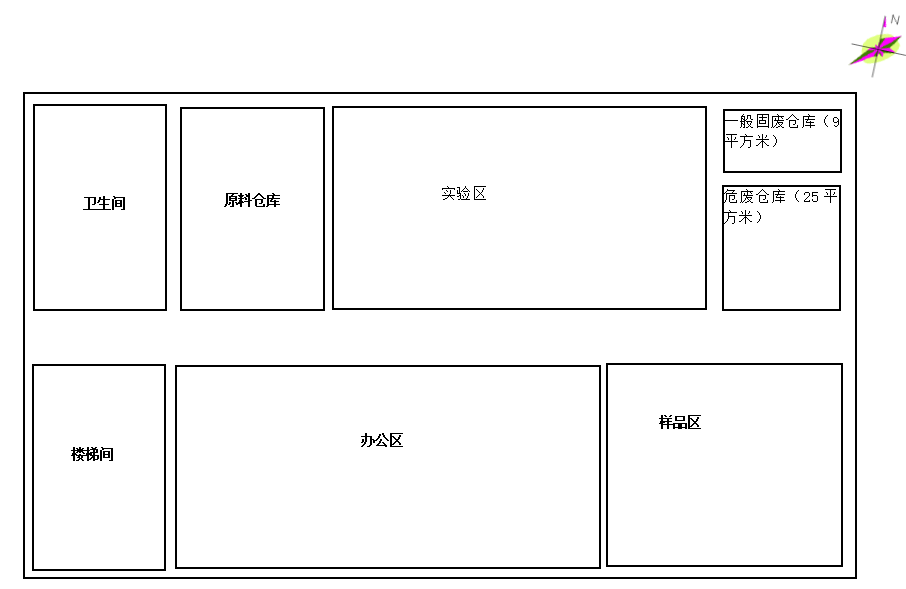 N
一般固废仓库（9
平方米）
卫生间
原料仓库
实验区
危废仓库（25 平
方米）
楼梯间
办公区
样品区